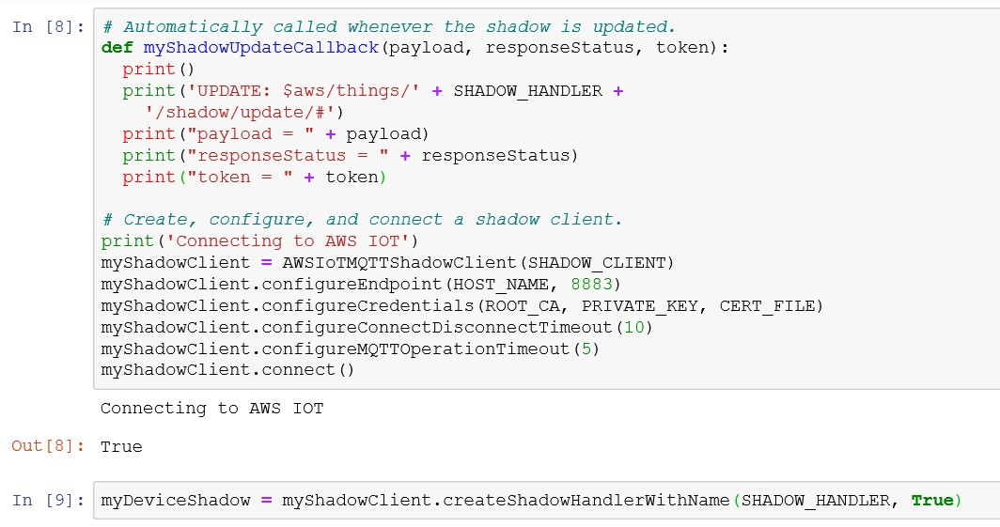 In [8]: # Automatically called whenever the shadow is updated.
def myShadowUpdateCallback(payload, responseStatus, token):
  print()
  print('UPDATE: $aws/things/' + SHADOW_HANDLER +
    '/shadow/update/#')
  print("payload = " + payload)
  print("responseStatus = " + responseStatus)
  print("token = " + token)
# Create, configure, and connect a shadow client.
print('Connecting to AWS IOT')
myShadowClient = AWSIoTMQTTShadowClient(SHADOW_CLIENT)
myShadowClient.configureEndpoint(HOST_NAME, 8883)
myShadowClient.configureCredentials(ROOT_CA, PRIVATE_KEY, CERT_FILE)
myShadowClient.configureConnectDisconnectTimeout(10)
myShadowClient.configureMQTTOperationTimeout(5)
myShadowClient.connect()
Connecting to AWS IOT
Out[8]: True
In [9]: myDeviceShadow = myShadowClient.createShadowHandlerWithName(SHADOW_HANDLER, True)